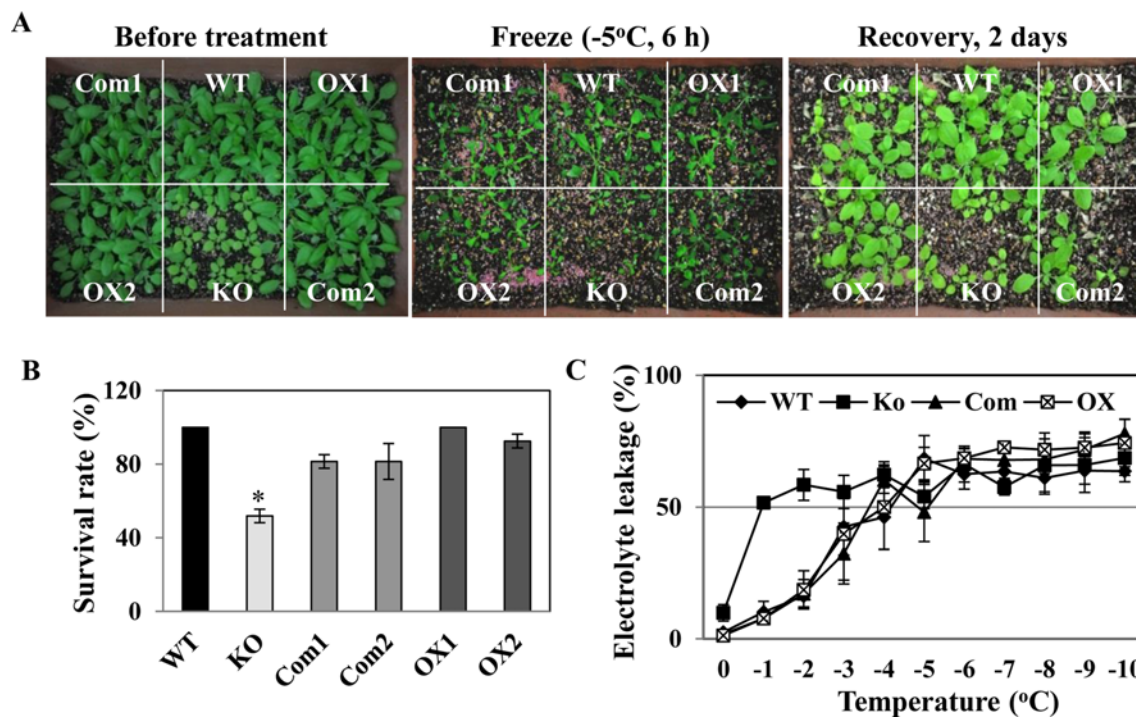 A
Before treatment
Freeze (-5°C, 6 h)
Recovery, 2 days
Com1 WT OX1
OX2 KO Com2
Com1 WT OX1
OX2 KO Com2
Com1 WT OX1
OX2 KO Com2
B
Survival rate (%)
120
80
40
0
WT KO Com1 Com2 OX1 OX2
*
C
Electrolyte leakage (%)
100
50
0
WT Ko Com OX
0 -1 -2 -3 -4 -5 -6 -7 -8 -9 -10
Temperature (°C)